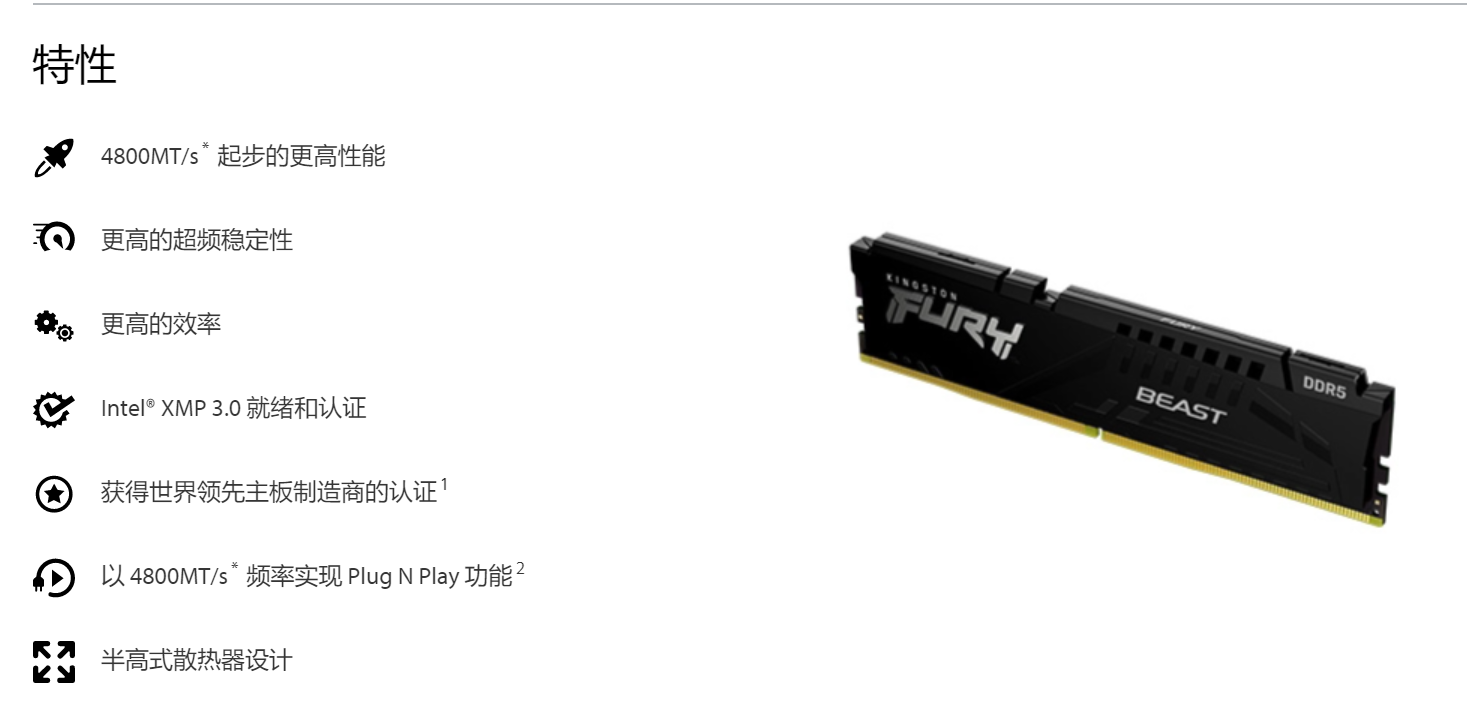 特性
4800MT/s* 起步的更高性能
更高的超频稳定性
更高的效率
Intel® XMP 3.0 就绪和认证
获得世界领先主板制造商的认证1
以 4800MT/s* 频率实现 Plug N Play 功能2
半高式散热器设计
KINGSTON
FURY
FURY
BEAST
DDR5